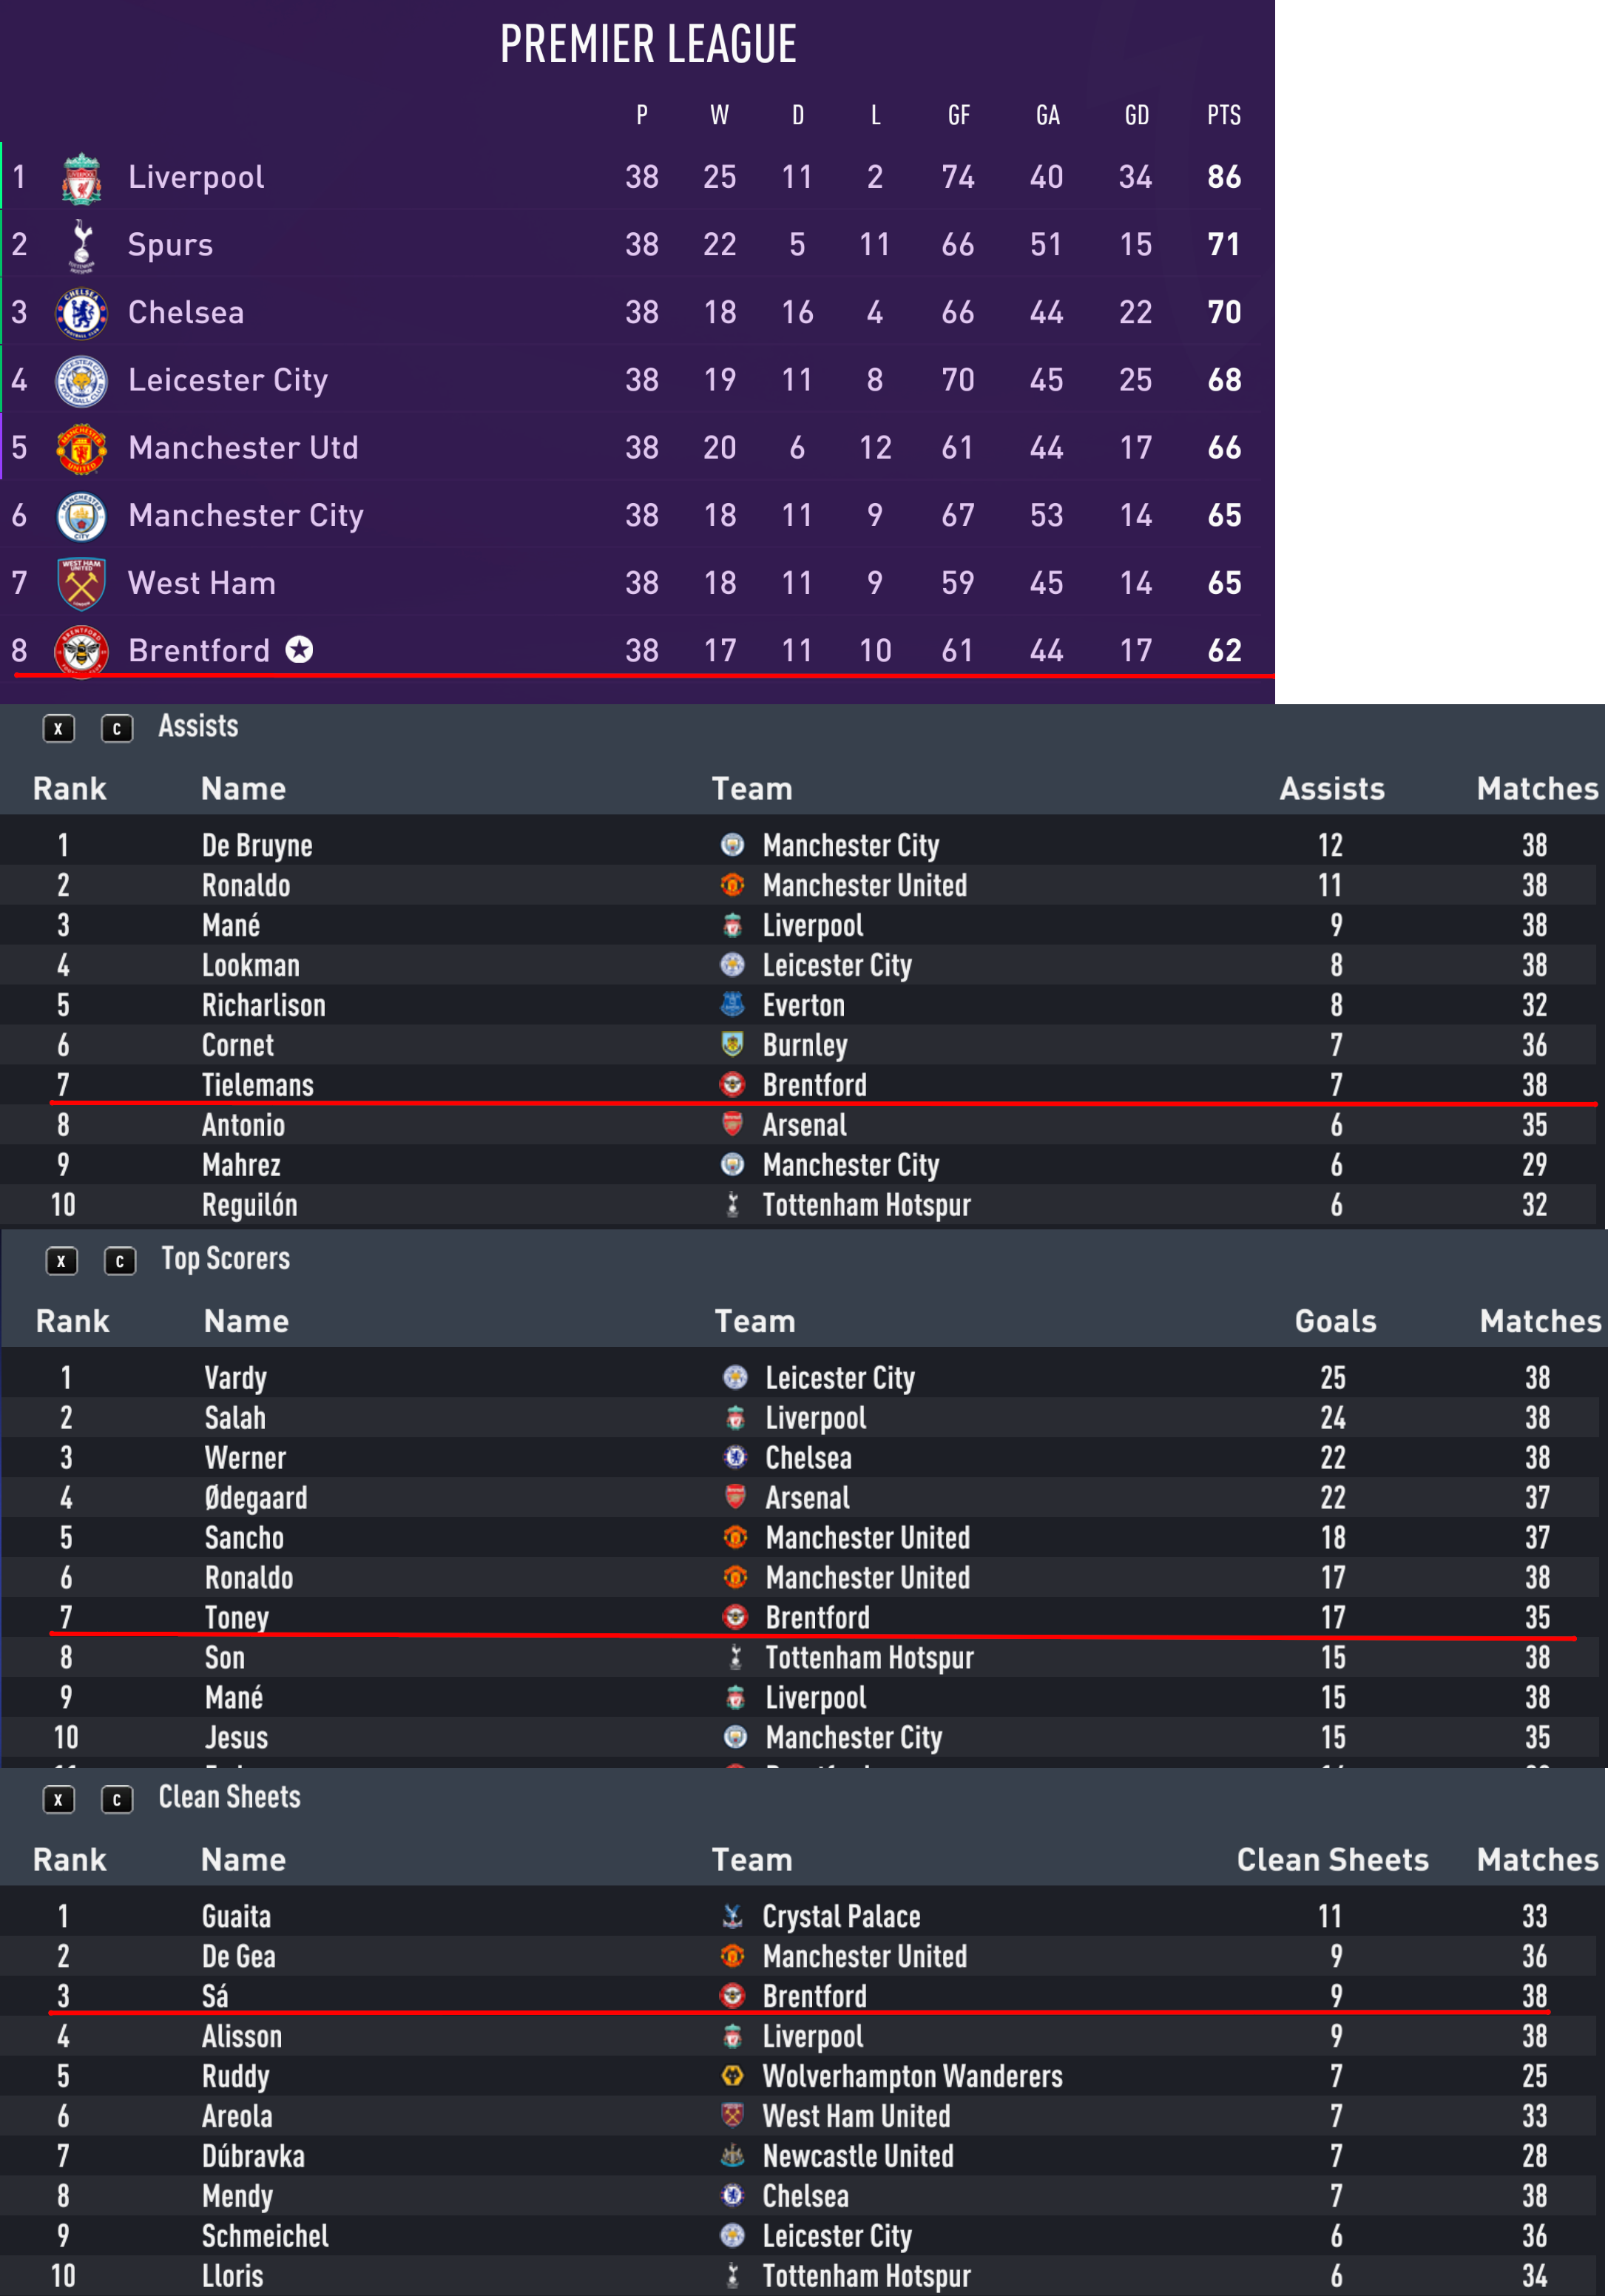 PREMIER LEAGUE
P W D L GF GA GD PTS
1 Liverpool 38 25 11 2 74 40 34 86
2 Spurs 38 22 5 11 66 51 15 71
3 Chelsea 38 18 16 4 66 44 22 70
4 Leicester City 38 19 11 8 70 45 25 68
5 Manchester Utd 38 20 6 12 61 44 17 66
6 Manchester City 38 18 11 9 67 53 14 65
7 West Ham 38 18 11 9 59 45 14 65
8 Brentford 38 17 11 10 61 44 17 62
X C Assists
Rank Name Team Assists Matches
1 De Bruyne Manchester City 12 38
2 Ronaldo Manchester United 11 38
3 Mané Liverpool 9 38
4 Lookman Leicester City 8 38
5 Richarlison Everton 8 32
6 Cornet Burnley 7 36
7 Tielemans Brentford 7 38
8 Antonio Arsenal 6 35
9 Mahrez Manchester City 6 29
10 Reguilón Tottenham Hotspur 6 32
X C Top Scorers
Rank Name Team Goals Matches
1 Vardy Leicester City 25 38
2 Salah Liverpool 24 38
3 Werner Chelsea 22 38
4 Ødegaard Arsenal 22 37
5 Sancho Manchester United 18 37
6 Ronaldo Manchester United 17 38
7 Toney Brentford 17 35
8 Son Tottenham Hotspur 15 38
9 Mané Liverpool 15 38
10 Jesus Manchester City 15 35
X C Clean Sheets
Rank Name Team Clean Sheets Matches
1 Guaita Crystal Palace 11 33
2 De Gea Manchester United 9 36
3 Sá Brentford 9 38
4 Alisson Liverpool 9 38
5 Ruddy Wolverhampton Wanderers 7 25
6 Areola West Ham United 7 33
7 Dúbravka Newcastle United 7 28
8 Mendy Chelsea 7 38
9 Schmeichel Leicester City 6 36
10 Lloris Tottenham Hotspur 6 34